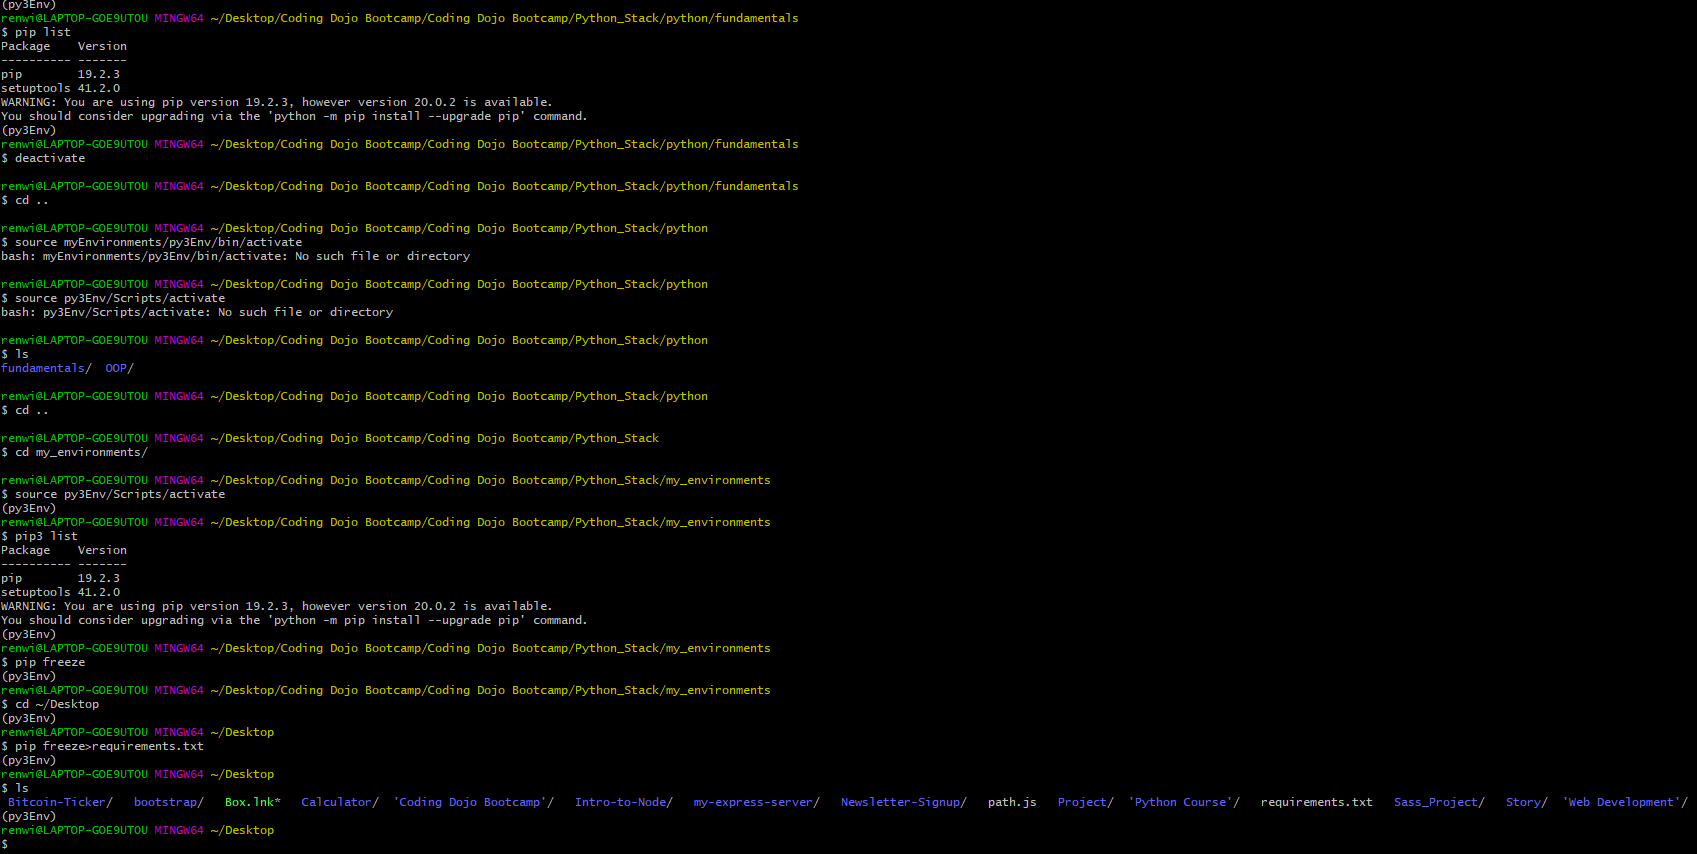 (py3Env)
renwi@LAPTOP-GOE9UTOU MINGW64 ~/Desktop/Coding Dojo Bootcamp/Coding Dojo Bootcamp/Python_Stack/python/fundamentals
$ pip list
Package    Version
---------- -------
pip        19.2.3
setuptools 41.2.0
WARNING: You are using pip version 19.2.3, however version 20.0.2 is available.
You should consider upgrading via the 'python -m pip install --upgrade pip' command.
(py3Env)
renwi@LAPTOP-GOE9UTOU MINGW64 ~/Desktop/Coding Dojo Bootcamp/Coding Dojo Bootcamp/Python_Stack/python/fundamentals
$ deactivate

renwi@LAPTOP-GOE9UTOU MINGW64 ~/Desktop/Coding Dojo Bootcamp/Coding Dojo Bootcamp/Python_Stack/python/fundamentals
$ cd ..

renwi@LAPTOP-GOE9UTOU MINGW64 ~/Desktop/Coding Dojo Bootcamp/Coding Dojo Bootcamp/Python_Stack/python
$ source myEnvironments/py3Env/bin/activate
bash: myEnvironments/py3Env/bin/activate: No such file or directory

renwi@LAPTOP-GOE9UTOU MINGW64 ~/Desktop/Coding Dojo Bootcamp/Coding Dojo Bootcamp/Python_Stack/python
$ source py3Env/Scripts/activate
bash: py3Env/Scripts/activate: No such file or directory

renwi@LAPTOP-GOE9UTOU MINGW64 ~/Desktop/Coding Dojo Bootcamp/Coding Dojo Bootcamp/Python_Stack/python
$ ls
fundamentals/  OOP/

renwi@LAPTOP-GOE9UTOU MINGW64 ~/Desktop/Coding Dojo Bootcamp/Coding Dojo Bootcamp/Python_Stack/python
$ cd ..

renwi@LAPTOP-GOE9UTOU MINGW64 ~/Desktop/Coding Dojo Bootcamp/Coding Dojo Bootcamp/Python_Stack
$ cd my_environments/

renwi@LAPTOP-GOE9UTOU MINGW64 ~/Desktop/Coding Dojo Bootcamp/Coding Dojo Bootcamp/Python_Stack/my_environments
$ source py3Env/Scripts/activate
(py3Env)
renwi@LAPTOP-GOE9UTOU MINGW64 ~/Desktop/Coding Dojo Bootcamp/Coding Dojo Bootcamp/Python_Stack/my_environments
$ pip3 list
Package    Version
---------- -------
pip        19.2.3
setuptools 41.2.0
WARNING: You are using pip version 19.2.3, however version 20.0.2 is available.
You should consider upgrading via the 'python -m pip install --upgrade pip' command.
(py3Env)
renwi@LAPTOP-GOE9UTOU MINGW64 ~/Desktop/Coding Dojo Bootcamp/Coding Dojo Bootcamp/Python_Stack/my_environments
$ pip freeze
(py3Env)
renwi@LAPTOP-GOE9UTOU MINGW64 ~/Desktop/Coding Dojo Bootcamp/Coding Dojo Bootcamp/Python_Stack/my_environments
$ cd ~/Desktop
(py3Env)
renwi@LAPTOP-GOE9UTOU MINGW64 ~/Desktop
$ pip freeze>requirements.txt
(py3Env)
renwi@LAPTOP-GOE9UTOU MINGW64 ~/Desktop
$ ls
 Bitcoin-Ticker/   bootstrap/   Box.lnk*   Calculator/  'Coding Dojo Bootcamp'/   Intro-to-Node/   my-express-server/   Newsletter-Signup/   path.js   Project/  'Python Course'/   requirements.txt   Sass_Project/   Story/  'Web Development'/
(py3Env)
renwi@LAPTOP-GOE9UTOU MINGW64 ~/Desktop
$